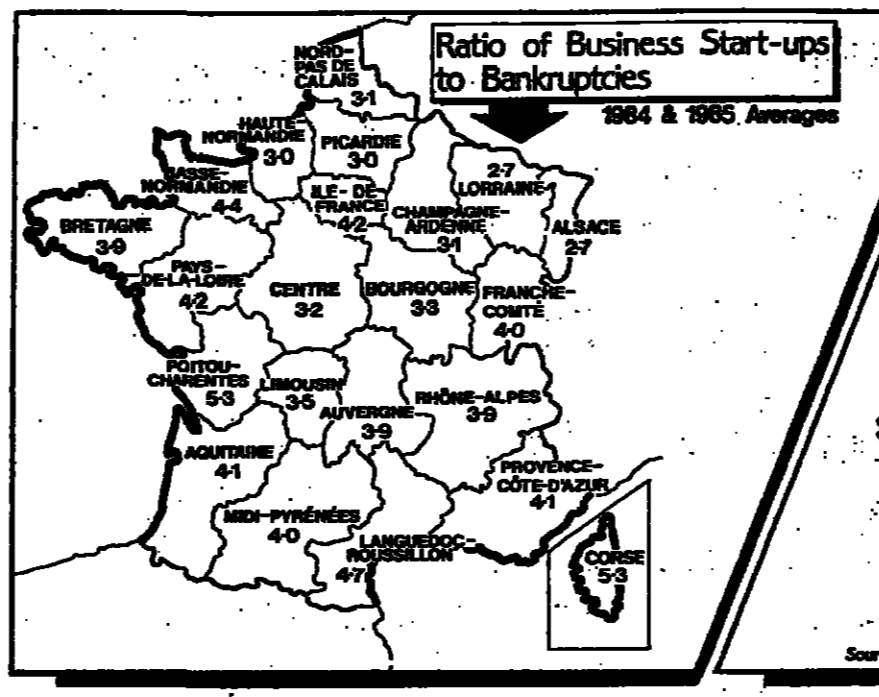 Ratio of Business Start-ups
to Bankruptcies
1984 & 1985 Averages
NORD-
PAS DE
CALAIS
3·1
HAUTE-
NORMANDIE
3·0
PICARDIE
3·0
BASSE-
NORMANDIE
4·4
ILE-DE-
FRANCE
4·2
CHAMPAGNE-
ARDENNE
3·1
2·7
LORRAINE
ALSACE
2·7
BRETAGNE
3·9
PAYS-
DE-LA-LOIRE
4·2
CENTRE
3·2
BOURGOGNE
3·3
FRANCHE-
COMTÉ
4·0
POITOU-
CHARENTES
5·3
LIMOUSIN
3·5
AUVERGNE
3·9
RHÔNE-ALPES
3·9
AQUITAINE
4·1
MIDI-PYRÉNÉES
4·0
LANGUEDOC-
ROUSSILLON
4·7
PROVENCE-
CÔTE-D'AZUR
4·1
CORSE
5·3